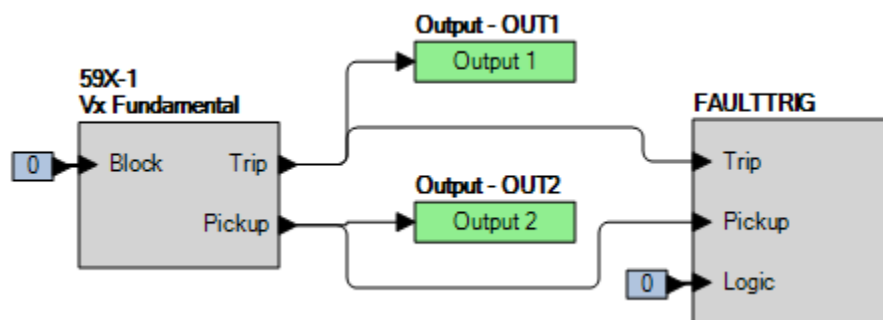 Output - OUT1
Output 1
59X-1
Vx Fundamental
0
Block
Trip
Pickup
Output - OUT2
Output 2
FAULTTRIG
Trip
Pickup
0
Logic